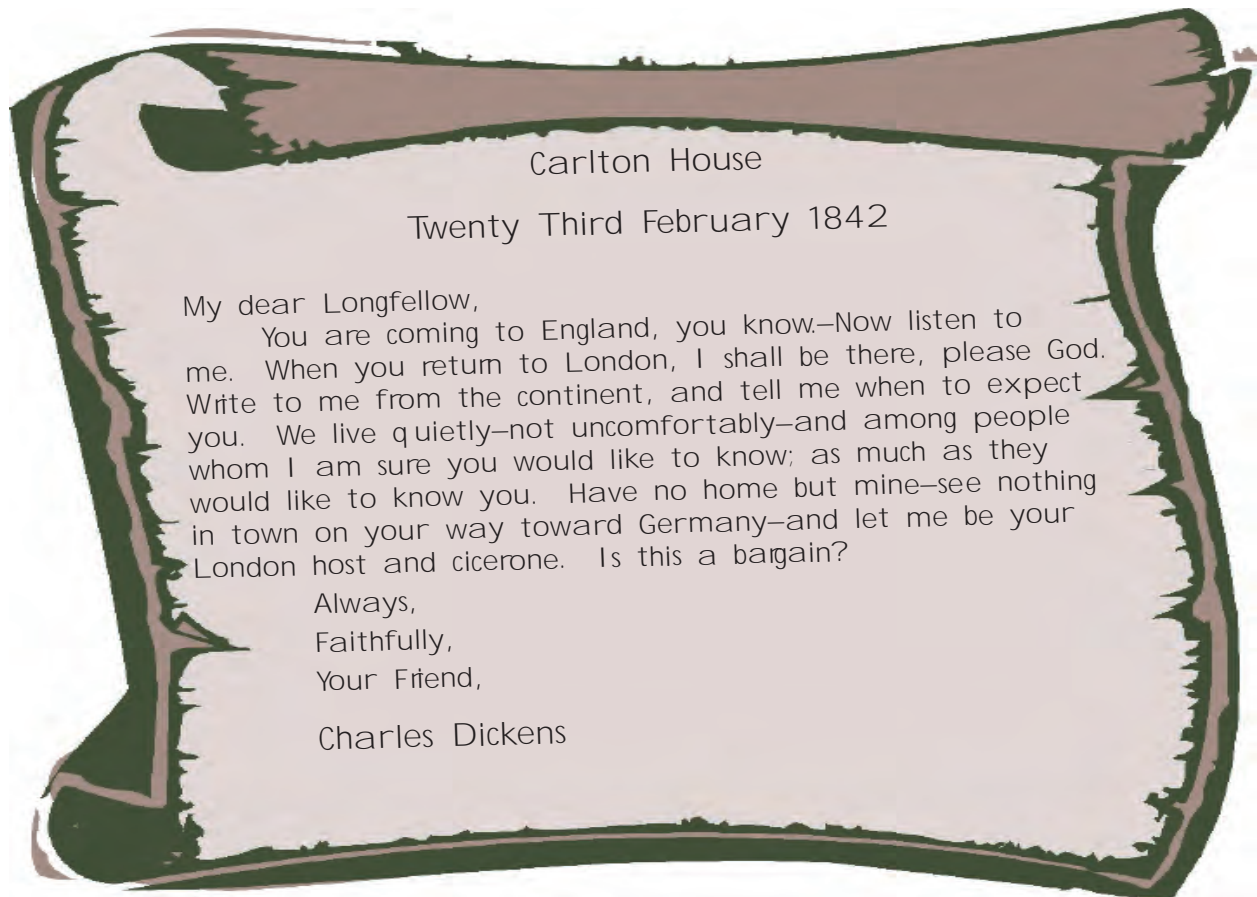 Carlton House
Twenty Third February 1842
My dear Longfellow,
You are coming to England, you know.–Now listen to
me. When you return to London, I shall be there, please God.
Write to me from the continent, and tell me when to expect
you. We live quietly–not uncomfortably–and among people
whom I am sure you would like to know; as much as they
would like to know you. Have no home but mine–see nothing
in town on your way toward Germany–and let me be your
London host and cicerone. Is this a bargain?
Always,
Faithfully,
Your Friend,
Charles Dickens